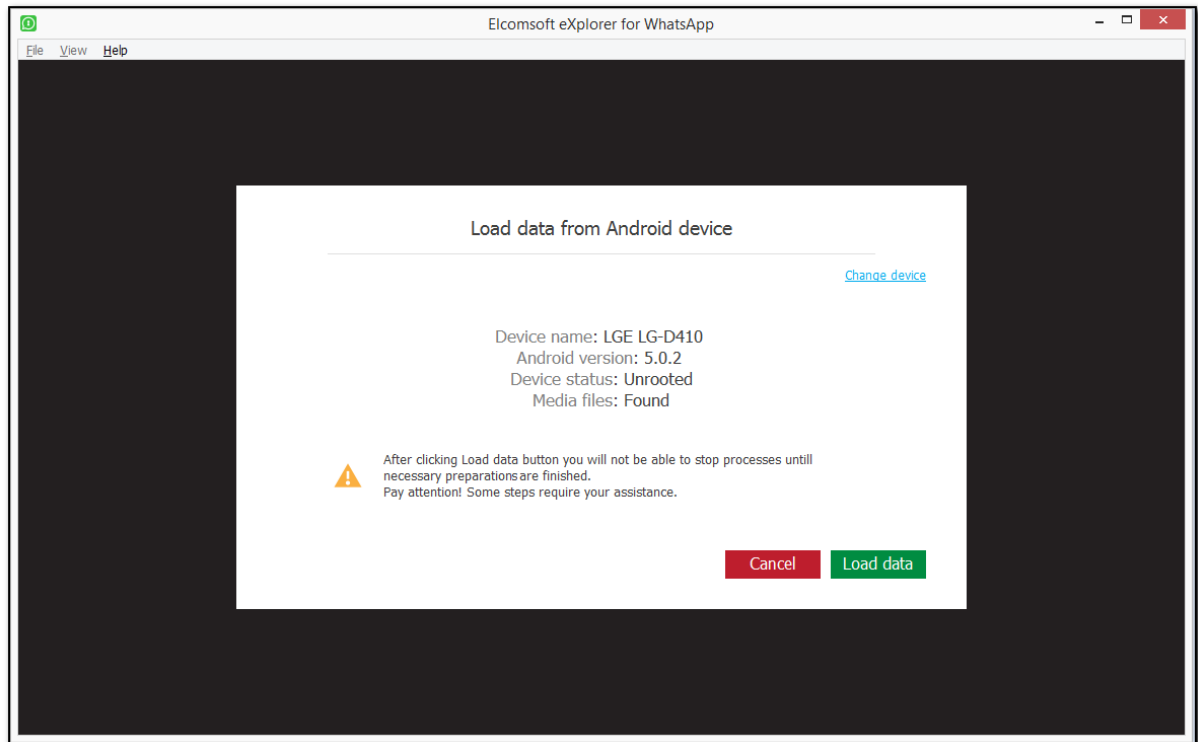 Elcomsoft eXplorer for WhatsApp
File View Help
Load data from Android device
Change device
Device name: LGE LG-D410
Android version: 5.0.2
Device status: Unrooted
Media files: Found
After clicking Load data button you will not be able to stop processes untill
necessary preparations are finished.
Pay attention! Some steps require your assistance.
Cancel Load data